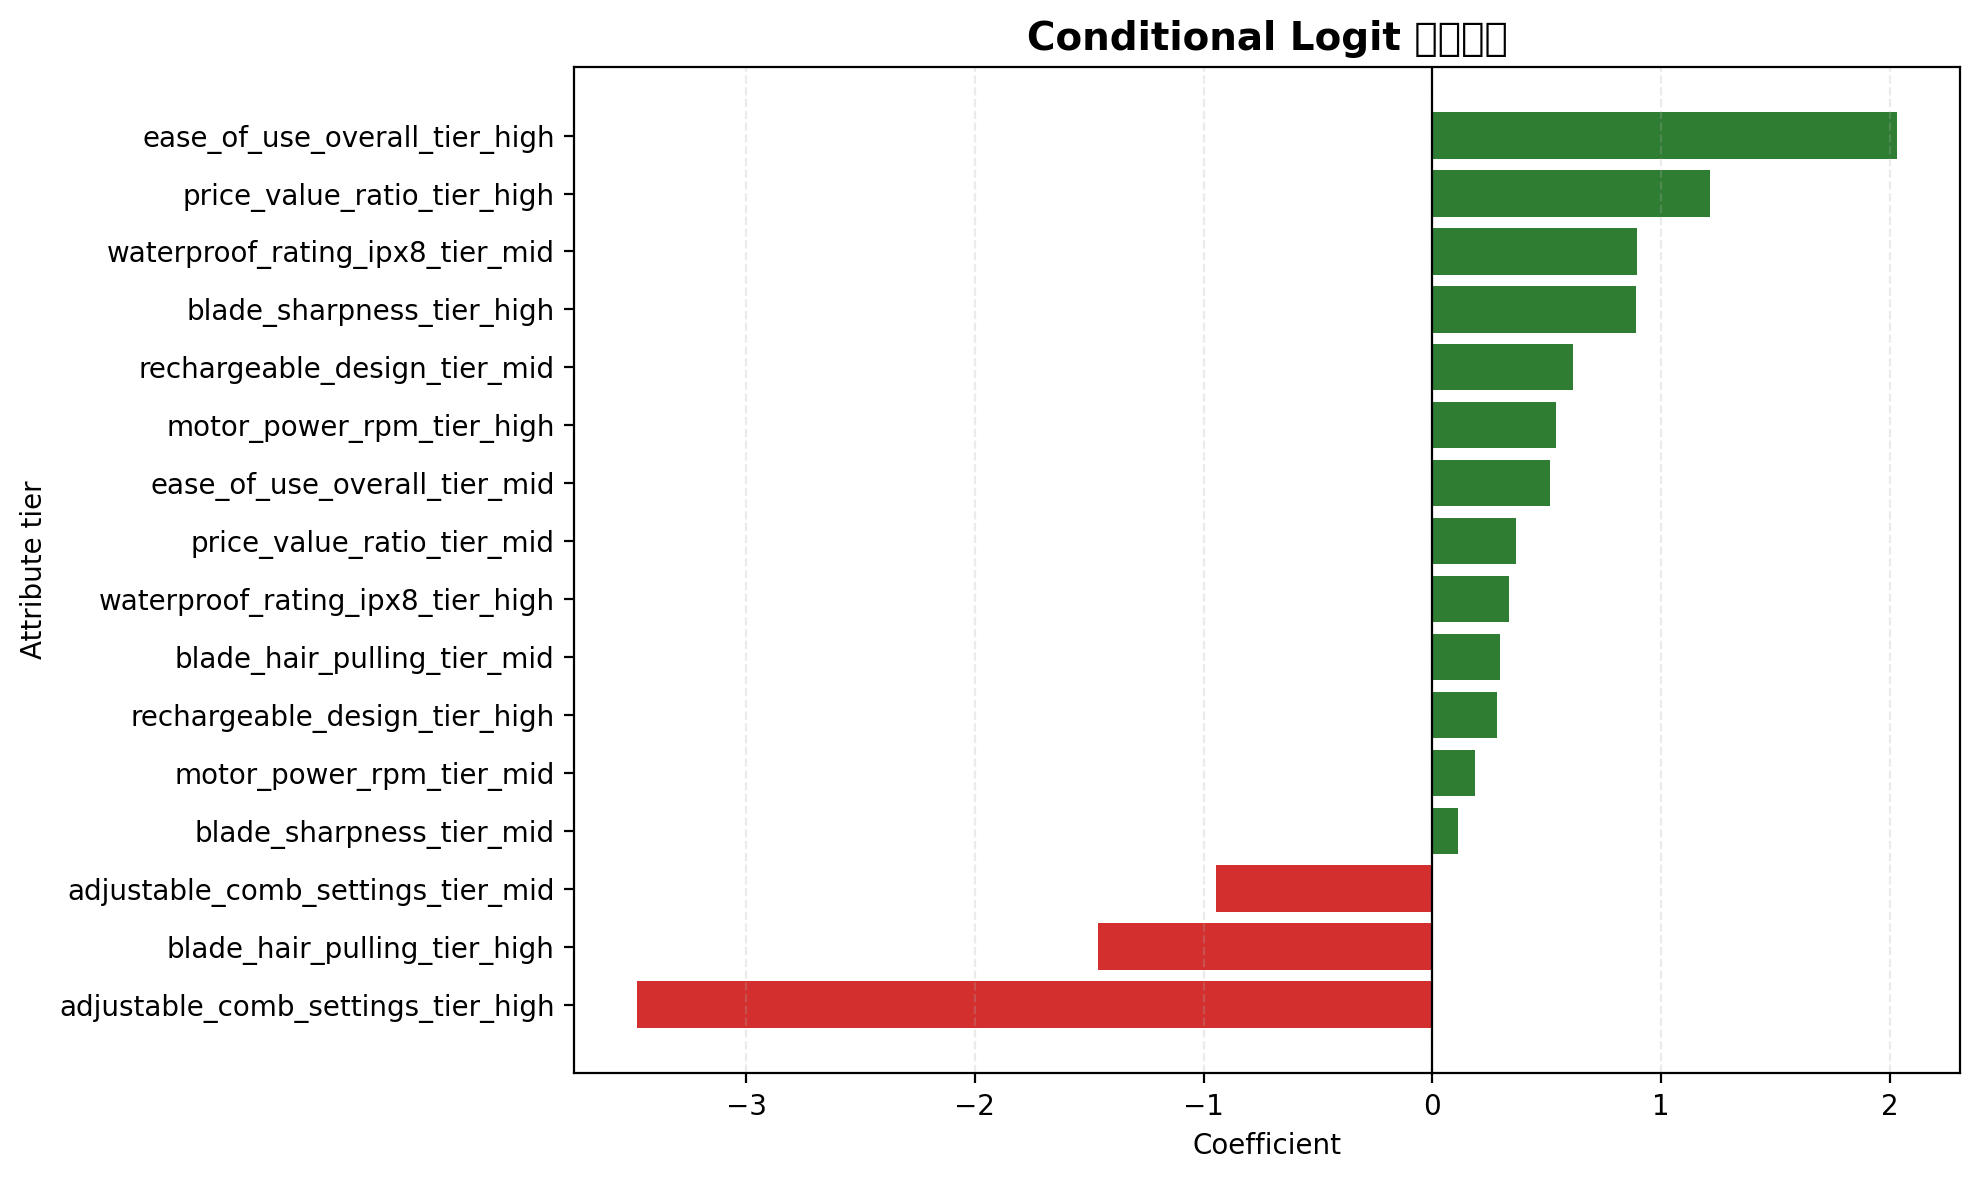 Conditional Logit
ease_of_use_overall_tier_high
price_value_ratio_tier_high
waterproof_rating_ipx8_tier_mid
blade_sharpness_tier_high
rechargeable_design_tier_mid
motor_power_rpm_tier_high
ease_of_use_overall_tier_mid
price_value_ratio_tier_mid
waterproof_rating_ipx8_tier_high
blade_hair_pulling_tier_mid
rechargeable_design_tier_high
motor_power_rpm_tier_mid
blade_sharpness_tier_mid
adjustable_comb_settings_tier_mid
blade_hair_pulling_tier_high
adjustable_comb_settings_tier_high
Attribute tier
−3 −2 −1 0 1 2
Coefficient